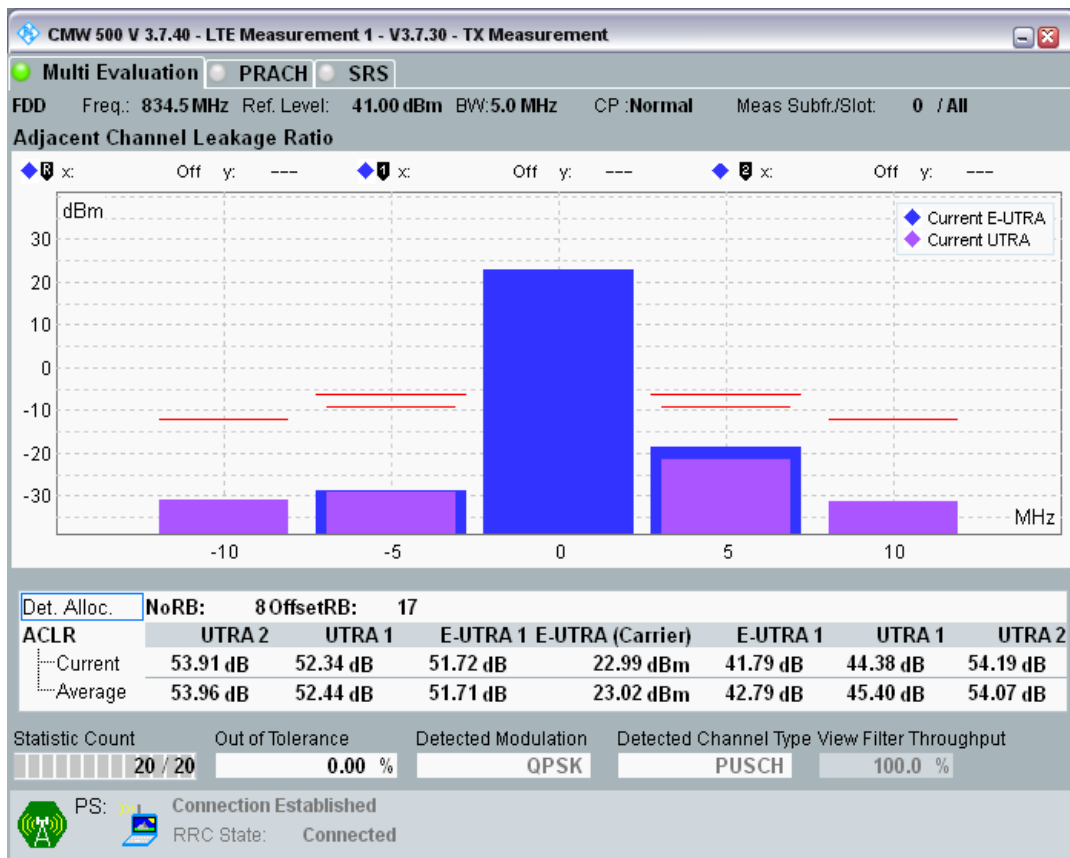 CMW 500 V 3.7.40 - LTE Measurement 1 - V3.7.30 - TX Measurement
Multi Evaluation PRACH SRS
FDD Freq.: 834.5 MHz Ref. Level: 41.00 dBm BW:5.0 MHz CP :Normal Meas Subfr./Slot: 0 / All
Adjacent Channel Leakage Ratio
R x: Off y: --- 1 x: Off y: --- 2 x: Off y: ---
dBm
Current E-UTRA
Current UTRA
30
20
10
0
-10
-20
-30
MHz
-10 -5 0 5 10
Det. Alloc. NoRB: 8 OffsetRB: 17
ACLR UTRA 2 UTRA 1 E-UTRA 1 E-UTRA (Carrier) E-UTRA 1 UTRA 1 UTRA 2
Current 53.91 dB 52.34 dB 51.72 dB 22.99 dBm 41.79 dB 44.38 dB 54.19 dB
Average 53.96 dB 52.44 dB 51.71 dB 23.02 dBm 42.79 dB 45.40 dB 54.07 dB
Statistic Count Out of Tolerance Detected Modulation Detected Channel Type View Filter Throughput
20 / 20 0.00 % QPSK PUSCH 100.0 %
PS: Connection Established
RRC State: Connected